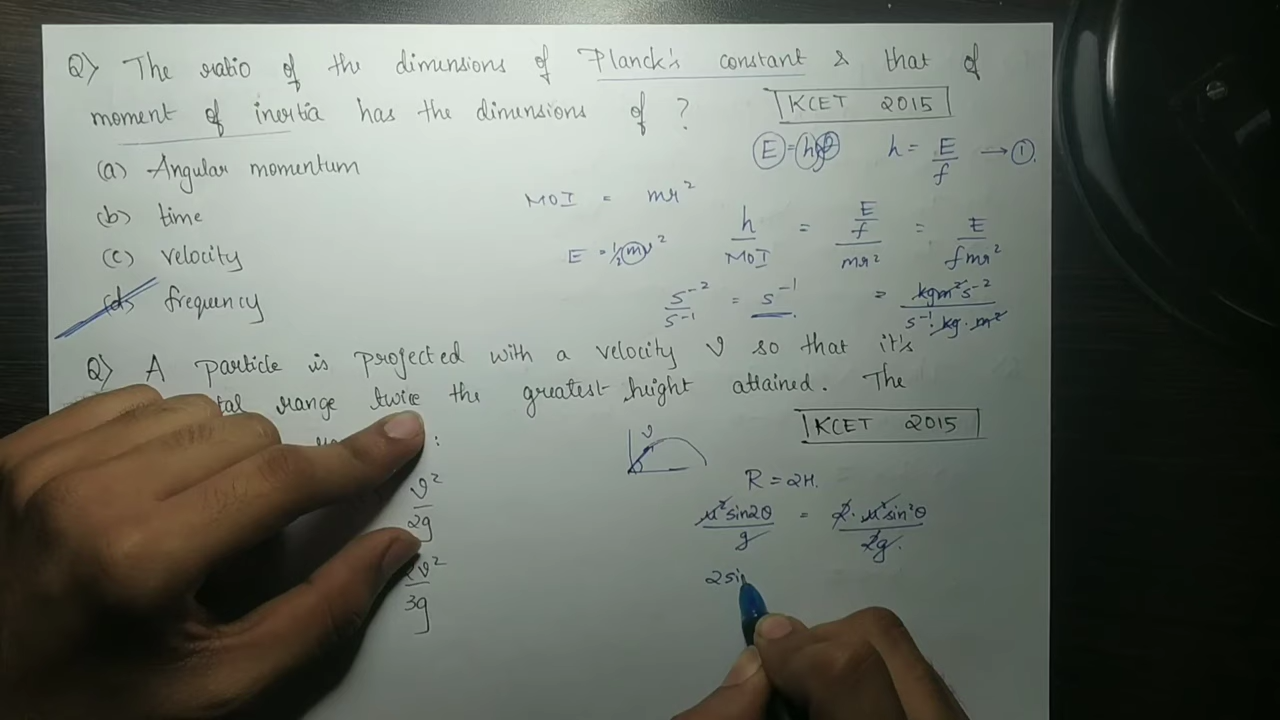 Q) The ratio of the dimensions of Planck's constant & that of
moment of inertia has the dimensions of ?
KCET 2015
(a) Angular momentum
(b) time
(c) velocity
(d) frequency
E = hf
h = E/f → ①.
MOI = mr²
E = ½mv²
h/MOI = (E/f)/mr² = E/fmr²
= kgm²s⁻²/s⁻¹·kg·m²
s⁻²/s⁻¹ = s⁻¹.
Q) A particle is projected with a velocity v so that it's
range twice the greatest height attained. The
:
KCET 2015
v
R = 2H.
u²sin2θ/g = 2·u²sin²θ/2g.
2si
v²/2g
2v²/3g